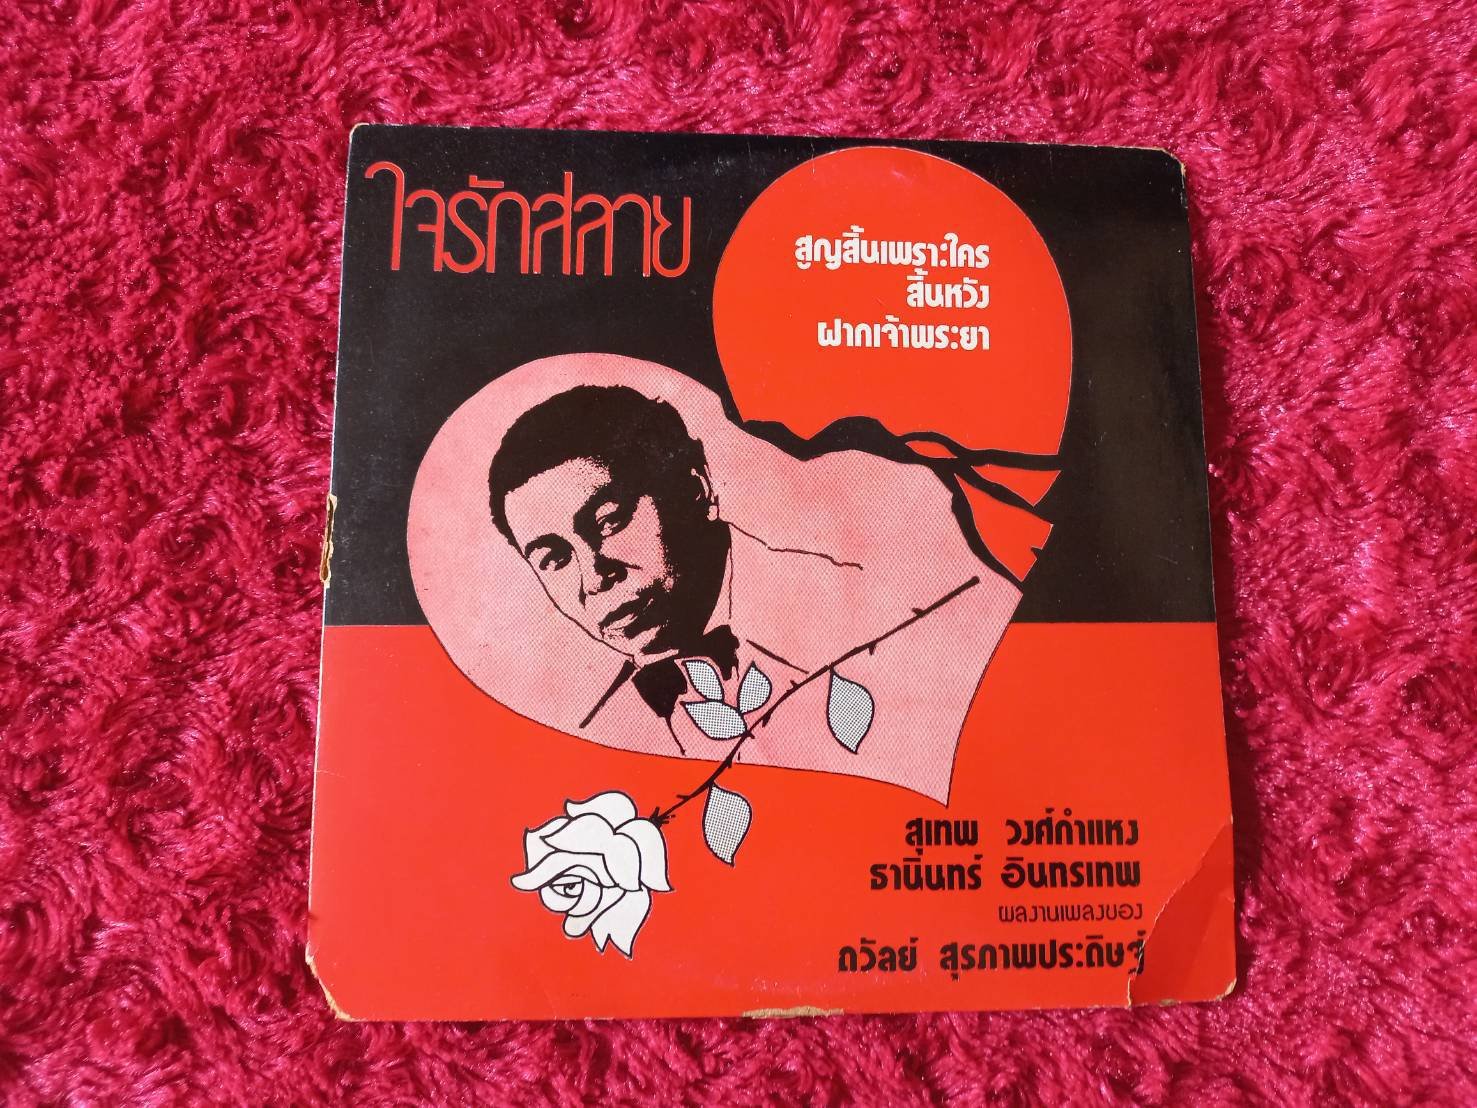 ใจรักสลาย
สูญสิ้นเพราะใคร
สิ้นหวัง
ฝากเจ้าพระยา
สุเทพ วงศ์กำแหง
ธานินทร์ อินทรเทพ
ผลงานเพลงของ
ถวัลย์ สุรภาพประดิษฐ์